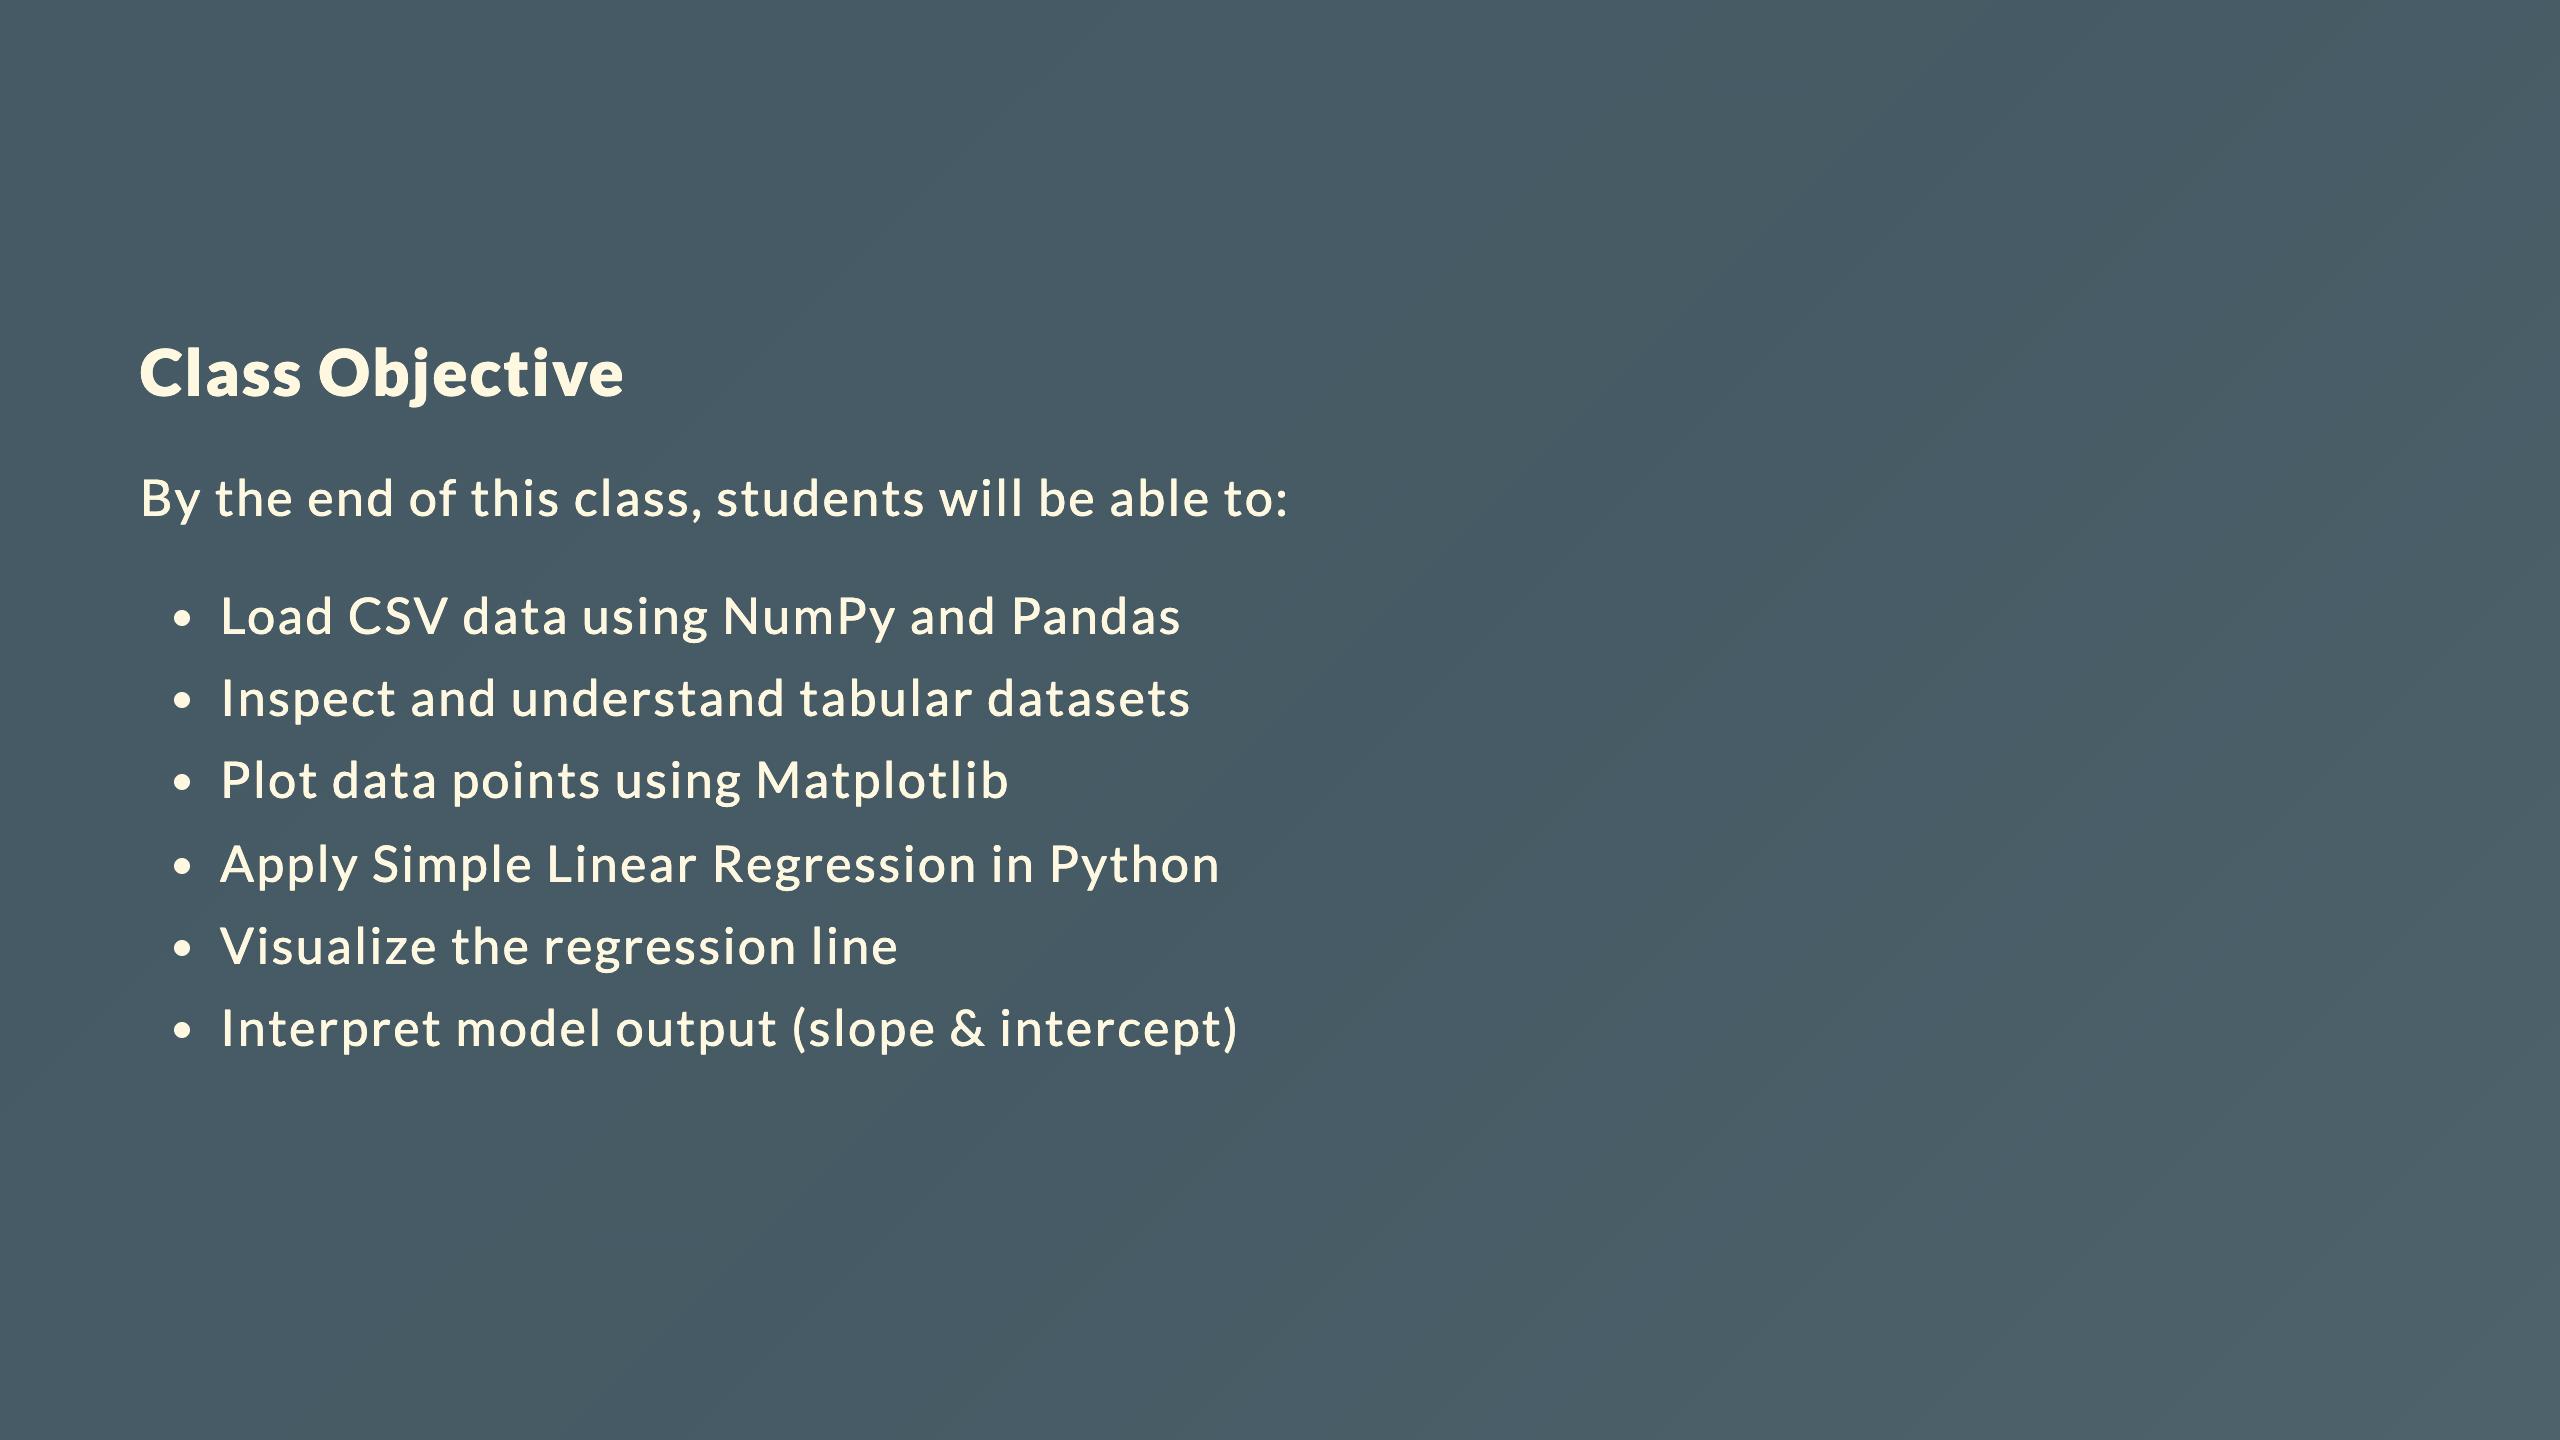 Class Objective
By the end of this class, students will be able to:
• Load CSV data using NumPy and Pandas
• Inspect and understand tabular datasets
• Plot data points using Matplotlib
• Apply Simple Linear Regression in Python
• Visualize the regression line
• Interpret model output (slope & intercept)